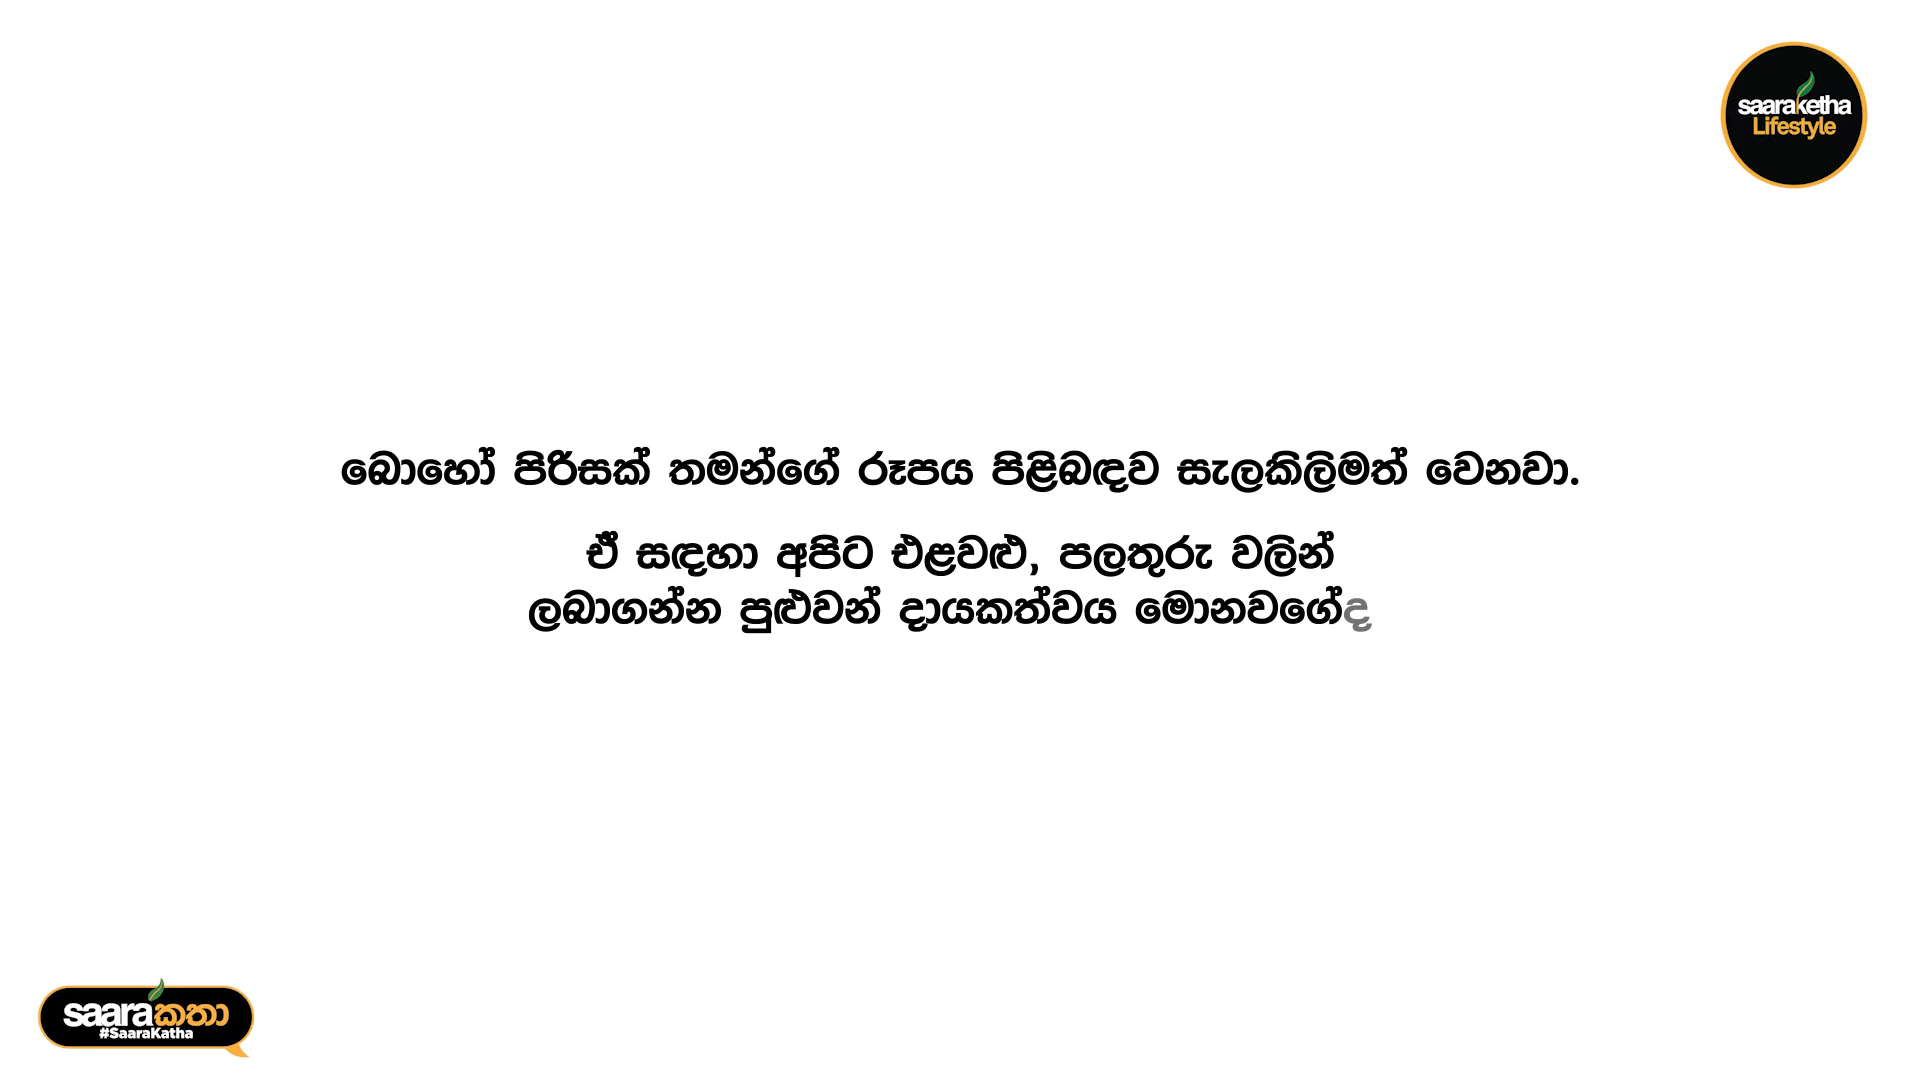 saaraketha
Lifestyle
බොහෝ පිරිසක් තමන්ගේ රූපය පිළිබඳව සැලකිලිමත් වෙනවා.
ඒ සඳහා අපිට එළවළු, පලතුරු වලින්
ලබාගන්න පුළුවන් දායකත්වය මොනවගේද
saaraකතා
#SaaraKatha